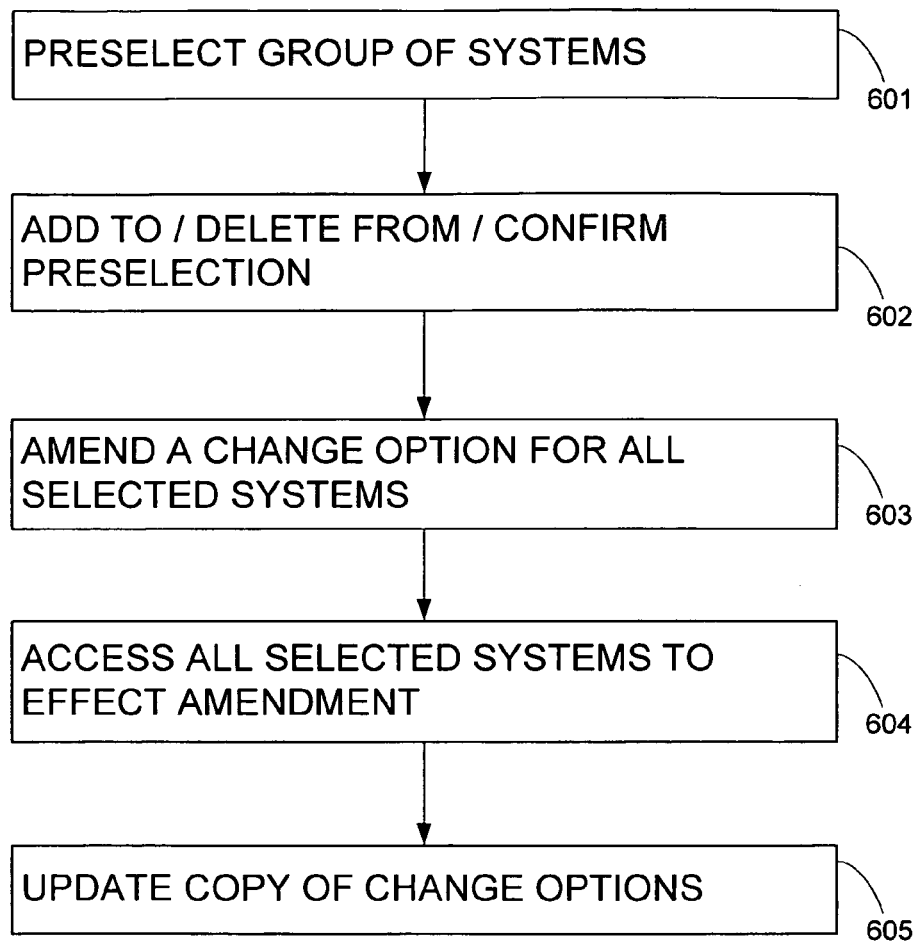 PRESELECT GROUP OF SYSTEMS
601
ADD TO / DELETE FROM / CONFIRM
PRESELECTION
602
AMEND A CHANGE OPTION FOR ALL
SELECTED SYSTEMS
603
ACCESS ALL SELECTED SYSTEMS TO
EFFECT AMENDMENT
604
UPDATE COPY OF CHANGE OPTIONS
605